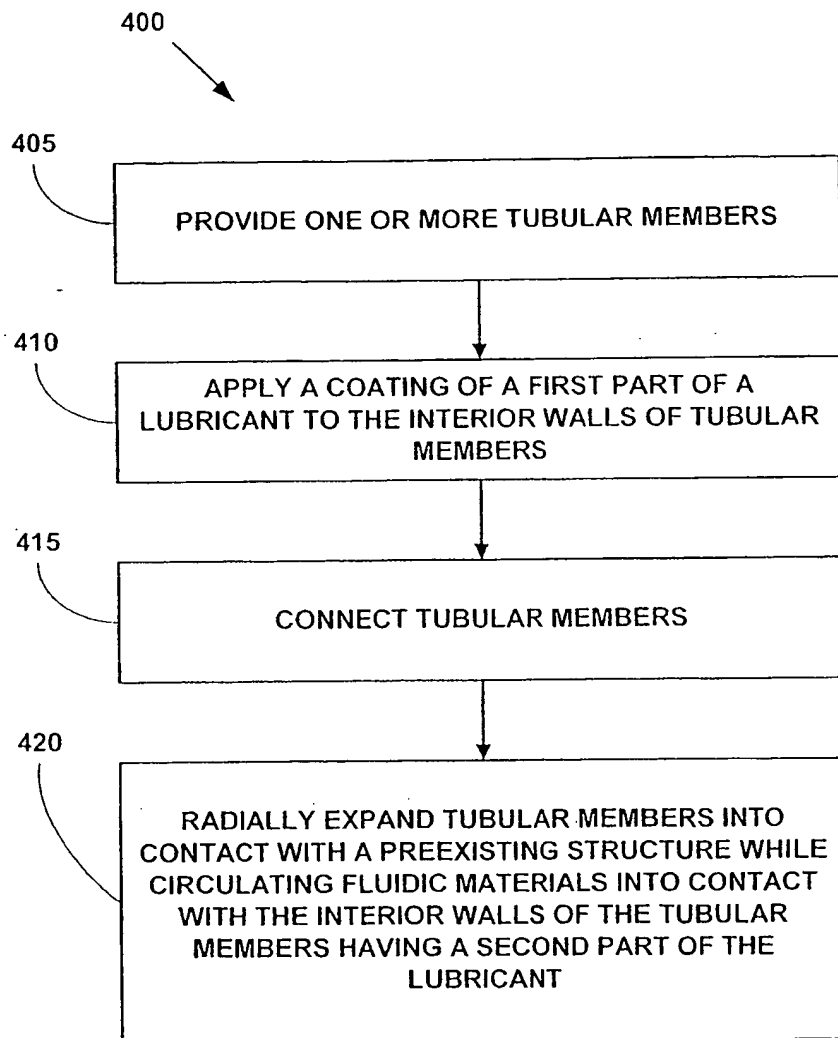 400
405
PROVIDE ONE OR MORE TUBULAR MEMBERS
410
APPLY A COATING OF A FIRST PART OF A
LUBRICANT TO THE INTERIOR WALLS OF TUBULAR
MEMBERS
415
CONNECT TUBULAR MEMBERS
420
RADIALLY EXPAND TUBULAR MEMBERS INTO
CONTACT WITH A PREEXISTING STRUCTURE WHILE
CIRCULATING FLUIDIC MATERIALS INTO CONTACT
WITH THE INTERIOR WALLS OF THE TUBULAR
MEMBERS HAVING A SECOND PART OF THE
LUBRICANT